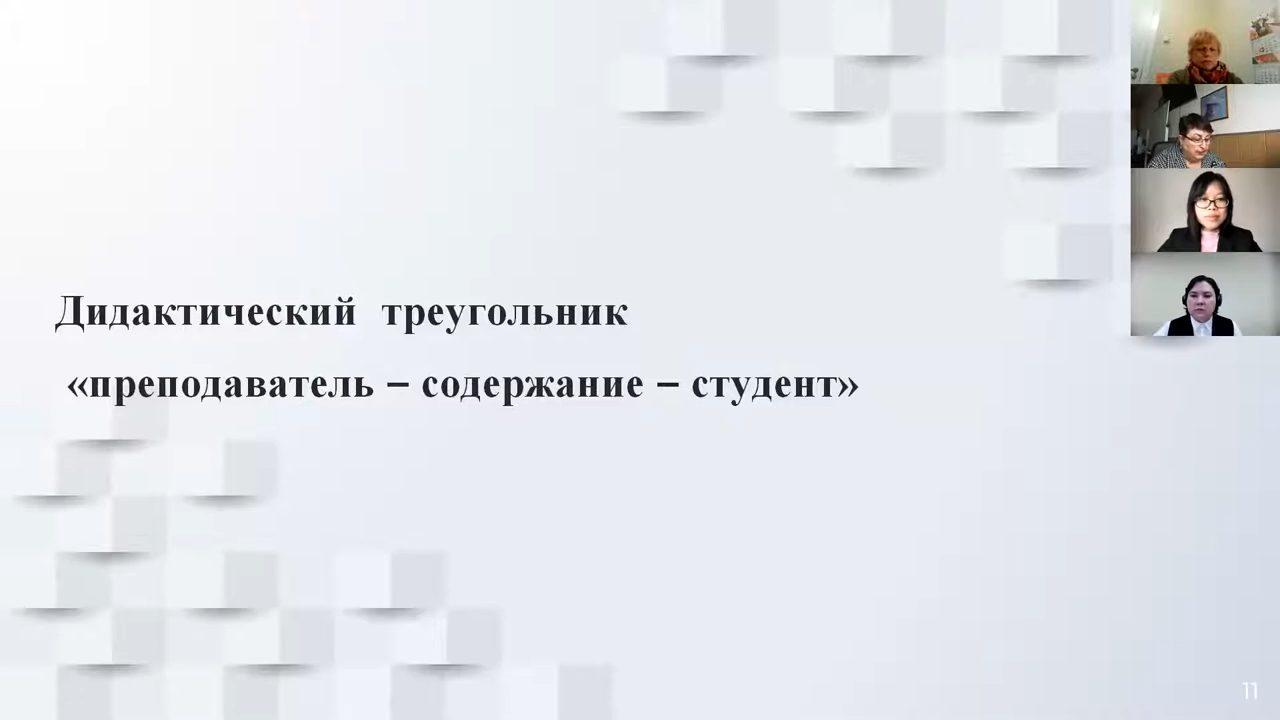 Дидактический треугольник
«преподаватель – содержание – студент»
11